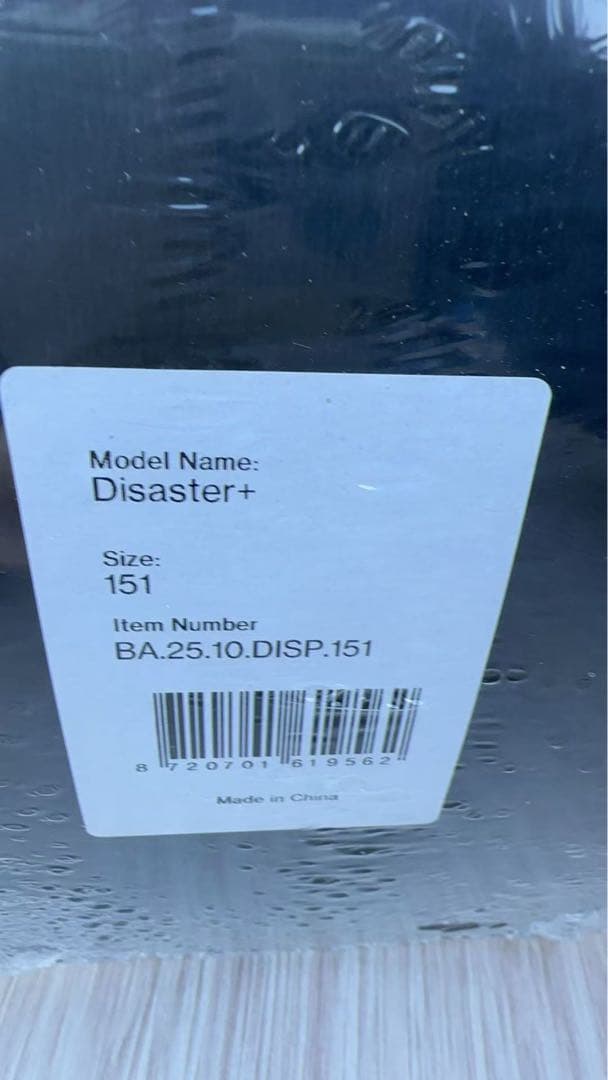 Model Name:
Disaster+
Size:
151
Item Number
BA.25.10.DISP.151
8 720701 619562
Made in China